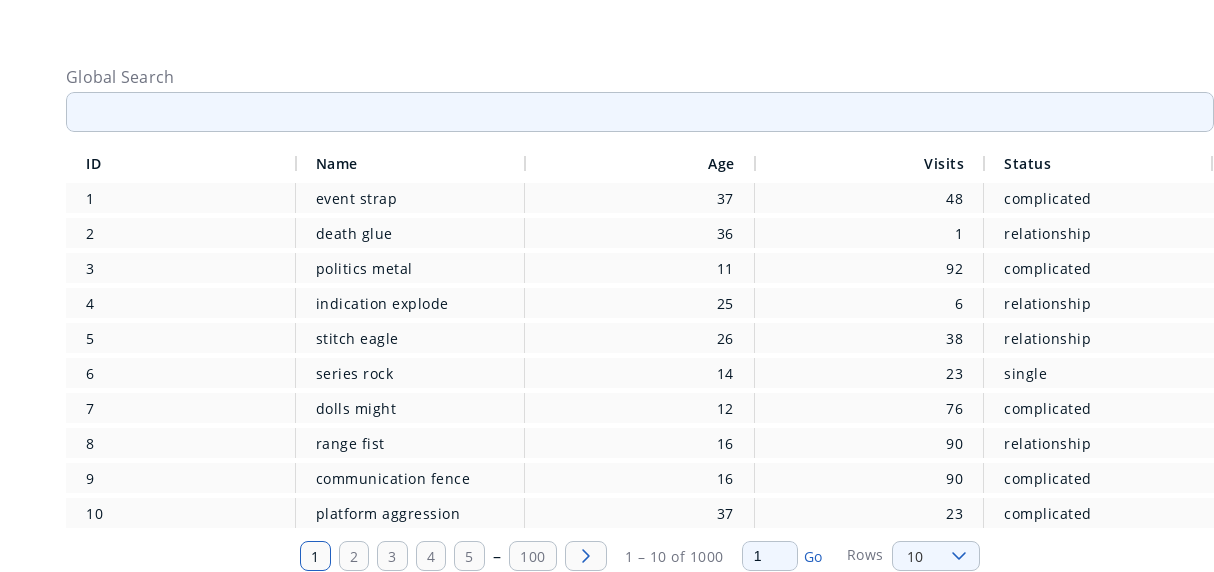 Global Search
ID Name Age Visits Status
1 event strap 37 48 complicated
2 death glue 36 1 relationship
3 politics metal 11 92 complicated
4 indication explode 25 6 relationship
5 stitch eagle 26 38 relationship
6 series rock 14 23 single
7 dolls might 12 76 complicated
8 range fist 16 90 relationship
9 communication fence 16 90 complicated
10 platform aggression 37 23 complicated
1 2 3 4 5 – 100 1 – 10 of 1000 1 Go Rows 10